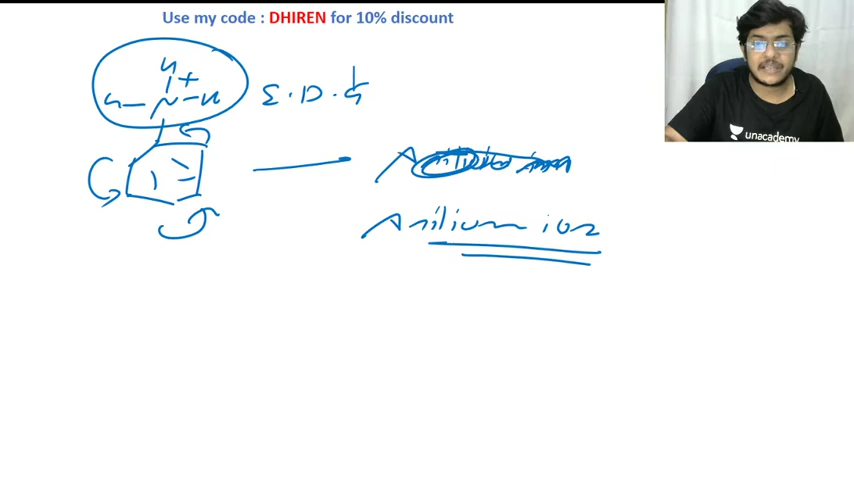 Use my code : DHIREN for 10% discount
H
+
H – N – H
unacademy
Anilium ion